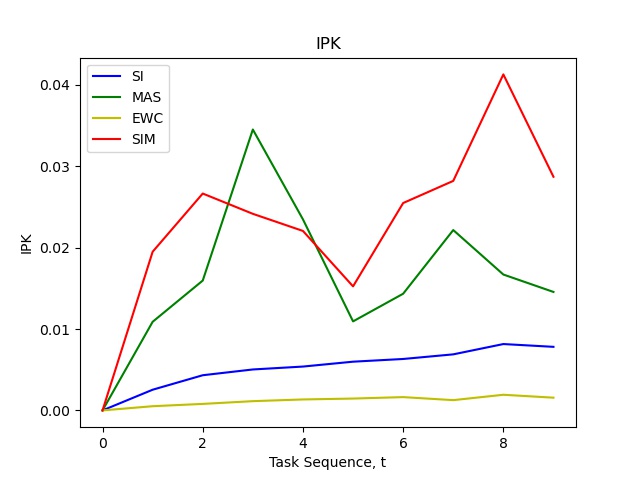 IPK
SI
MAS
EWC
SIM
0.04
0.03
0.02
0.01
0.00
IPK
0 2 4 6 8
Task Sequence, t